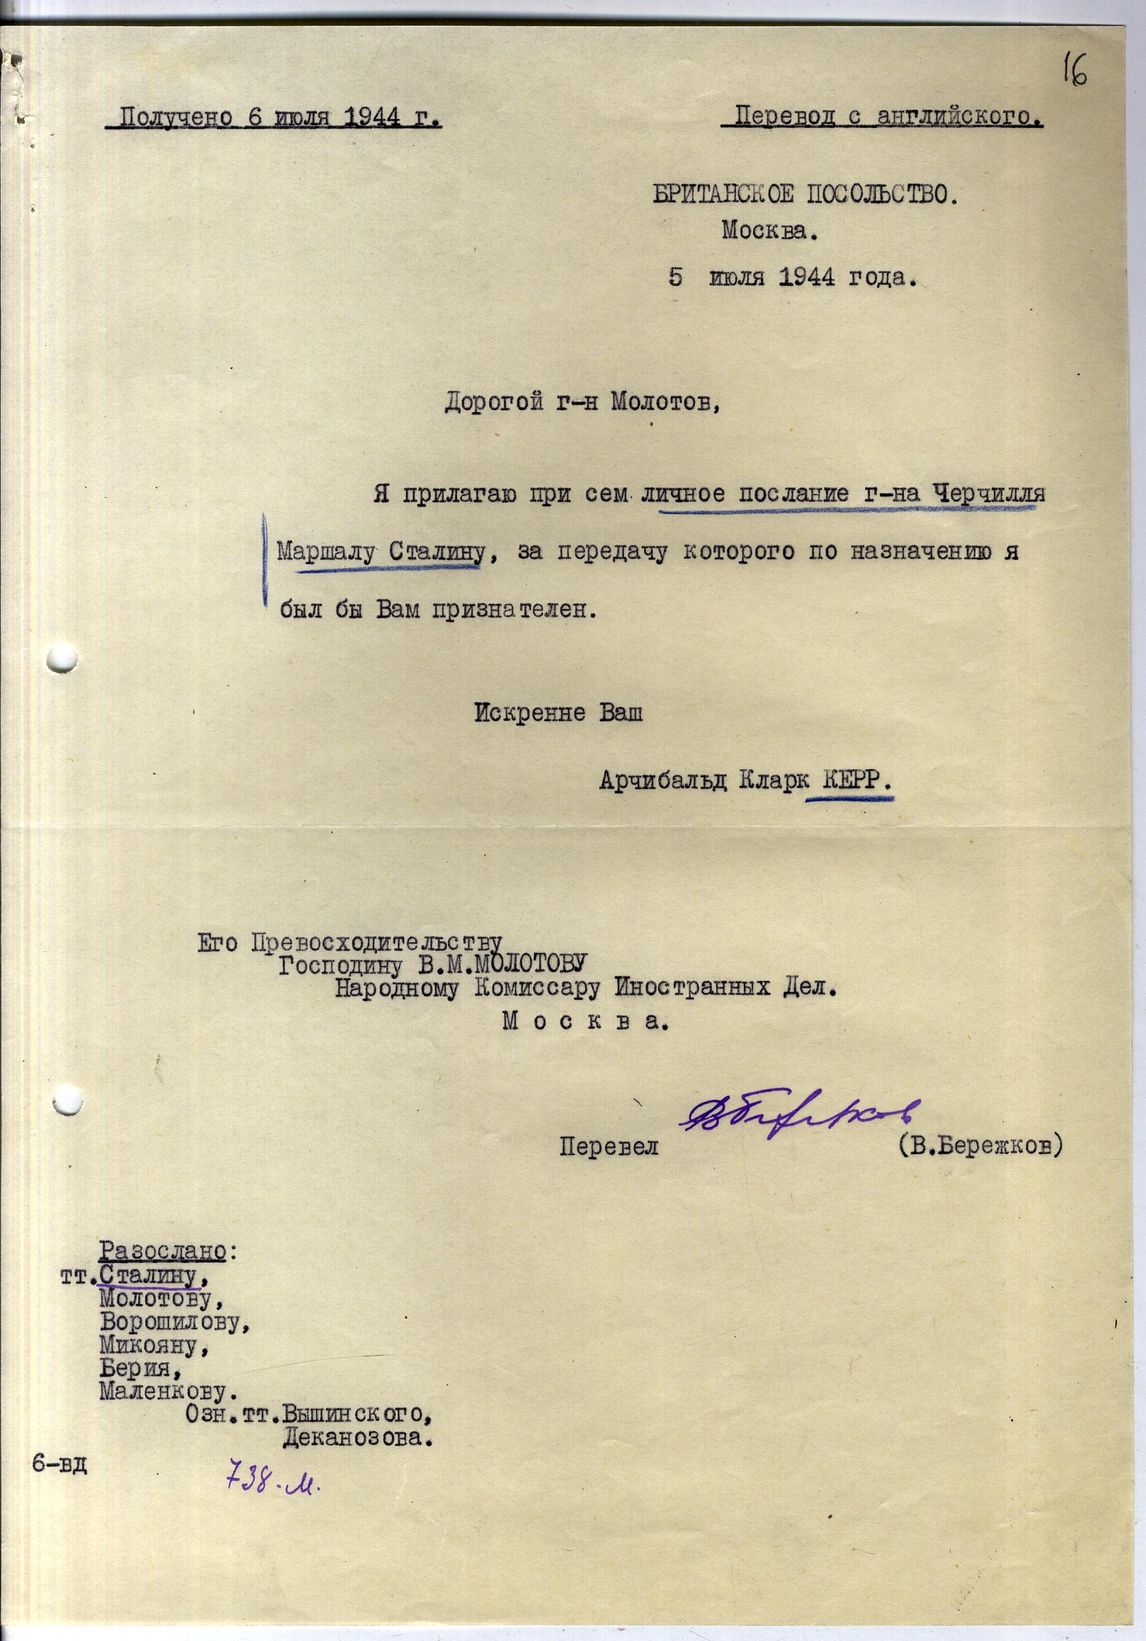 16
Получено 6 июля 1944 г.
Перевод с английского.
БРИТАНСКОЕ ПОСОЛЬСТВО.
Москва.
5 июля 1944 года.
Дорогой г-н Молотов,
Я прилагаю при сем личное послание г-на Черчилля
Маршалу Сталину, за передачу которого по назначению я
был бы Вам признателен.
Искренне Ваш
Арчибальд Кларк КЕРР.
Его Превосходительству
Господину В.М.МОЛОТОВУ
Народному Комиссару Иностранных Дел.
М о с к в а.
ВБережков
Перевел (В.Бережков)
Разослано:
тт.Сталину,
Молотову,
Ворошилову,
Микояну,
Берия,
Маленкову.
Озн.тт.Вышинского,
Деканозова.
6-вд
738.м.